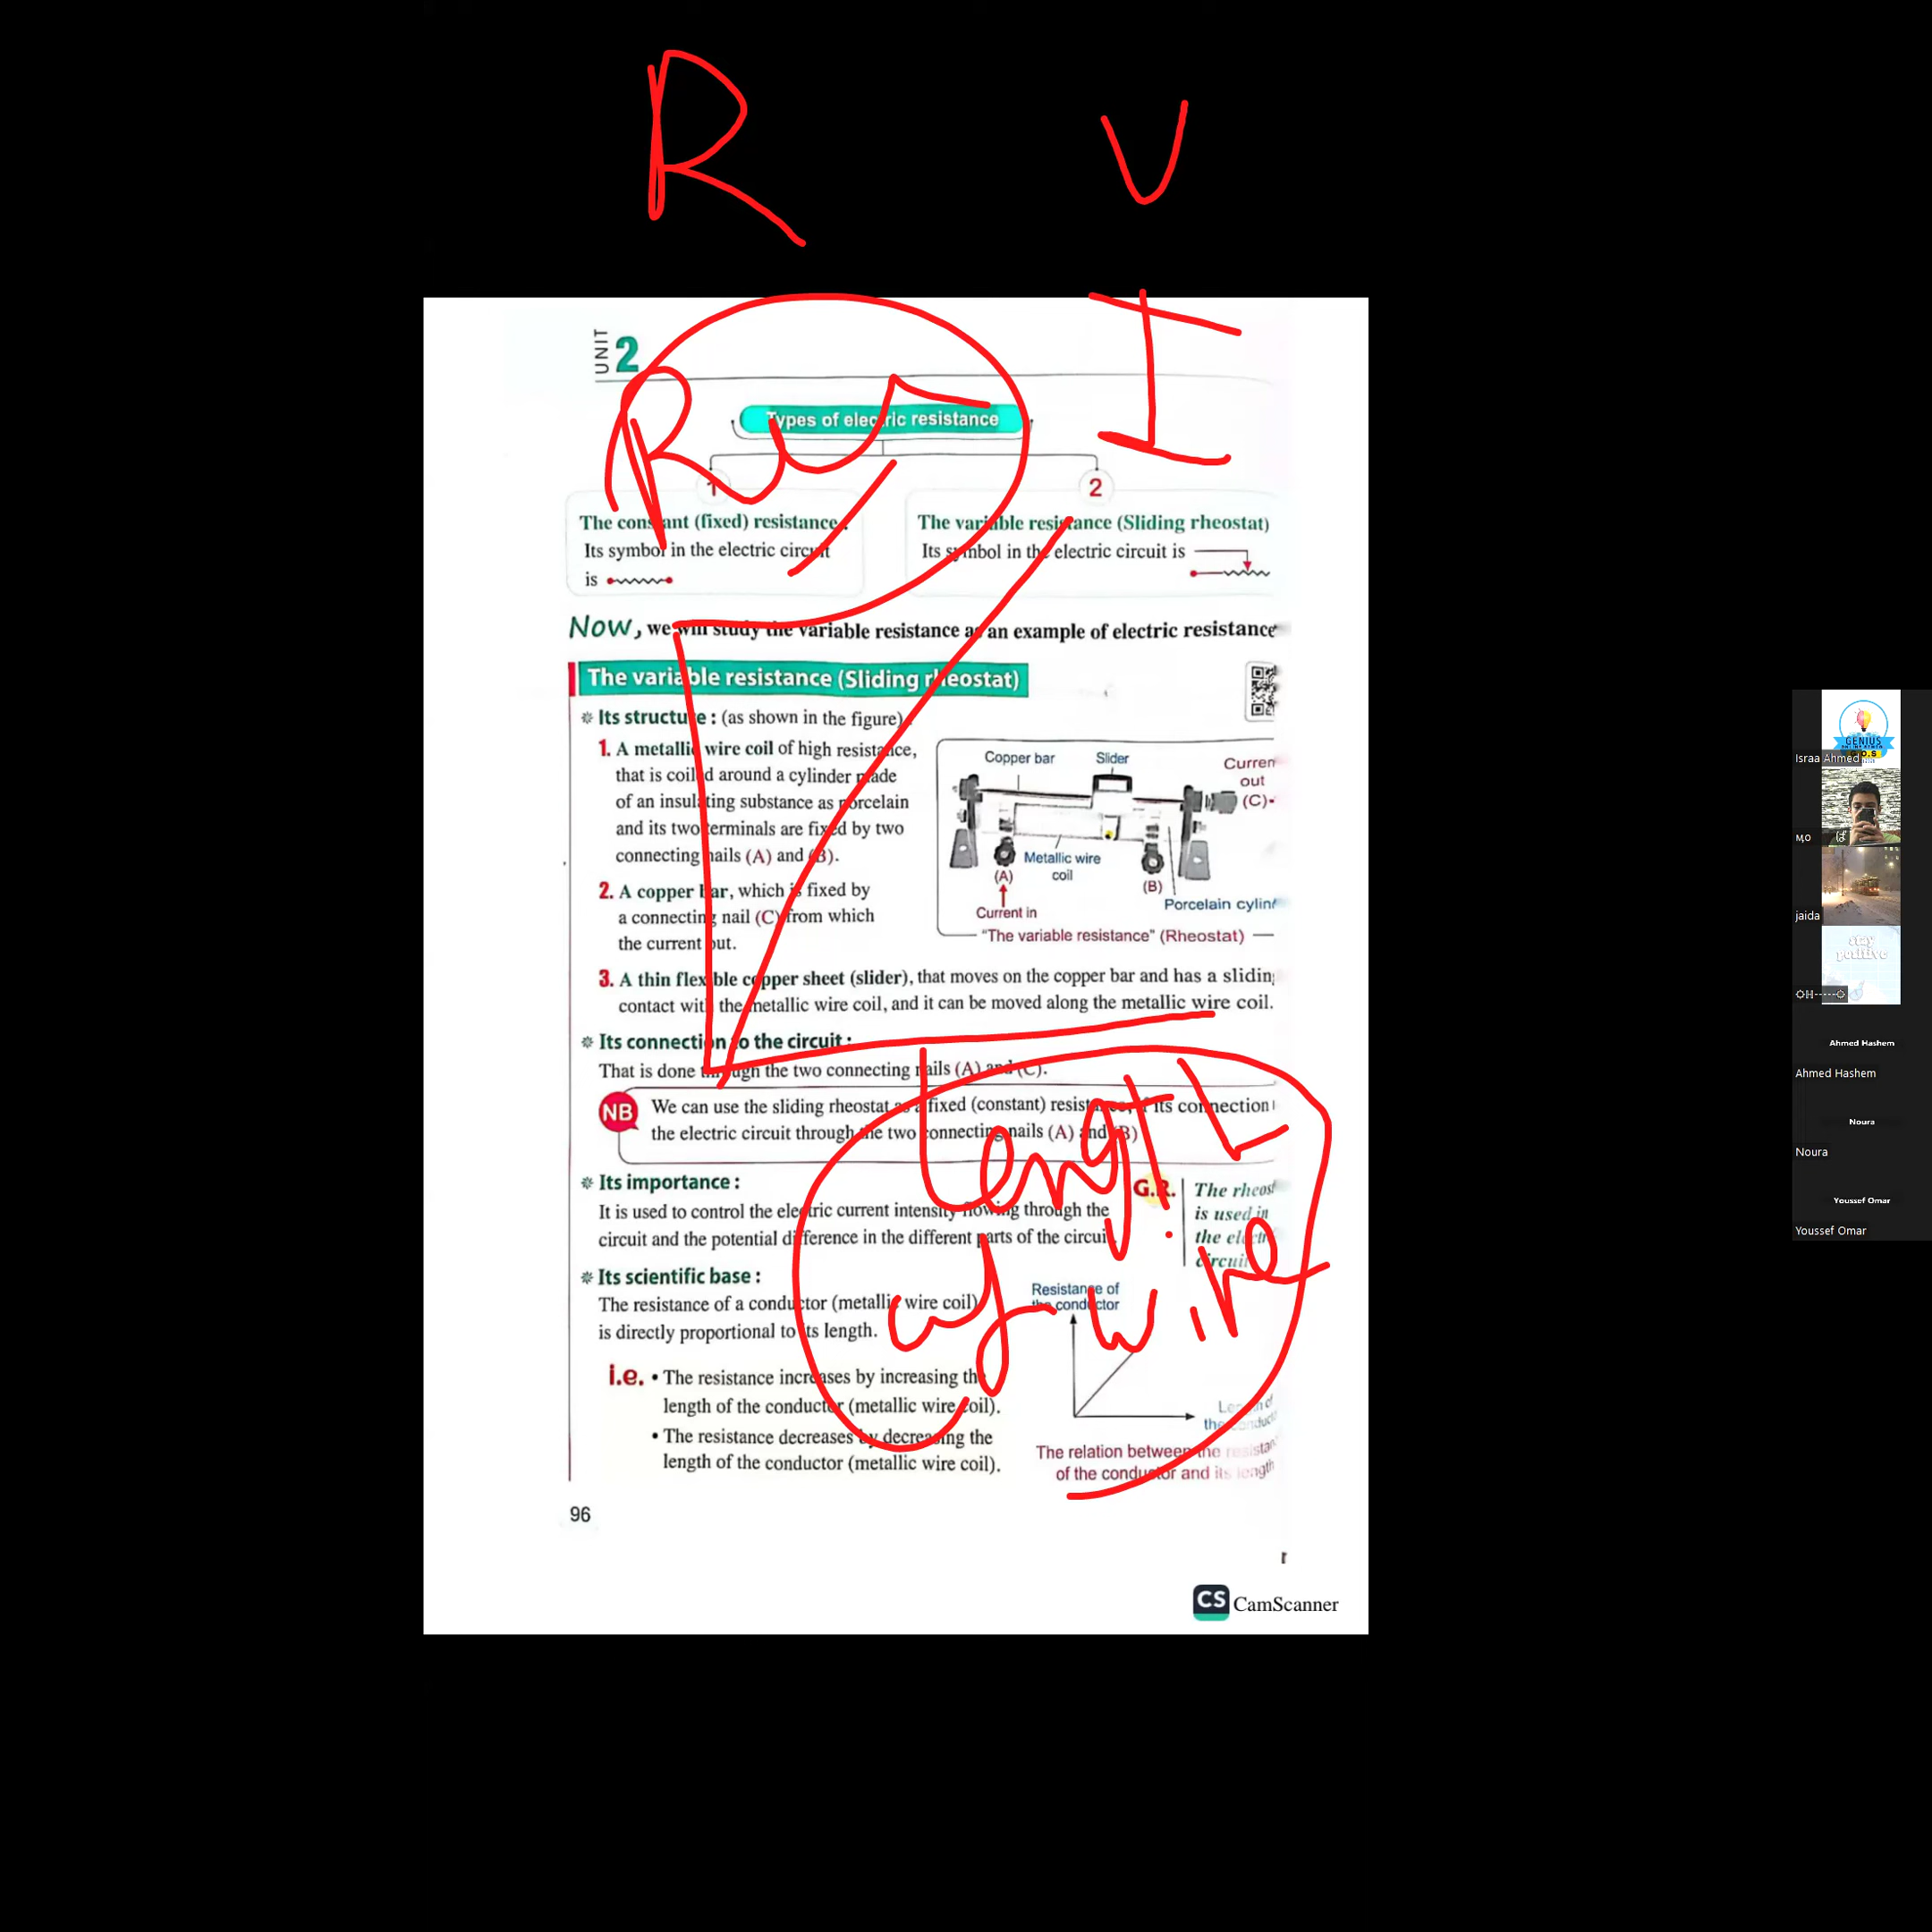 R V
I
UNIT 2
Types of electric resistance
1
2
The constant (fixed) resistance :
Its symbol in the electric circuit
is
The variable resistance (Sliding rheostat)
Its symbol in the electric circuit is
Now, we will study the variable resistance as an example of electric resistance
The variable resistance (Sliding rheostat)
Its structure : (as shown in the figure)
1. A metallic wire coil of high resistance,
that is coiled around a cylinder made
of an insulating substance as porcelain
and its two terminals are fixed by two
connecting nails (A) and (B).
2. A copper bar, which is fixed by
a connecting nail (C) from which
the current out.
Copper bar
Slider
Curren
out
(C)
Metallic wire
coil
(A)
(B)
Current in
Porcelain cylin
"The variable resistance" (Rheostat)
3. A thin flexible copper sheet (slider), that moves on the copper bar and has a sliding
contact with the metallic wire coil, and it can be moved along the metallic wire coil.
Its connection to the circuit :
That is done through the two connecting nails (A) and (C).
NB We can use the sliding rheostat as a fixed (constant) resistance, if its connection
the electric circuit through the two connecting nails (A) and (B)
Length
of wire
Its importance :
It is used to control the electric current intensity flowing through the
circuit and the potential difference in the different parts of the circuit.
G.R.
The rheost
is used in
the electr
circuit
Its scientific base :
The resistance of a conductor (metallic wire coil)
is directly proportional to its length.
i.e. • The resistance increases by increasing the
length of the conductor (metallic wire coil).
• The resistance decreases by decreasing the
length of the conductor (metallic wire coil).
Resistance of
the conductor
Length of
the conduct
The relation between the resistan
of the conductor and its length
96
CS CamScanner
GENIUS
Israa Ahmed
M,O
jaida
stay
positive
Ahmed Hashem
Ahmed Hashem
Noura
Noura
Youssef Omar
Youssef Omar